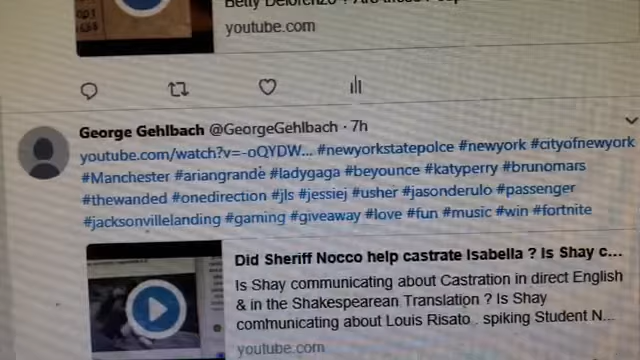 youtube.com
George Gehlbach @GeorgeGehlbach · 7h
youtube.com/watch?v=-oQYDW... #newyorkstatepolce #newyork #cityofnewyork
#Manchester #ariangrande #ladygaga #beyounce #katyperry #brunomars
#thewanded #onedirection #jls #jessiej #usher #jasonderulo #passenger
#jacksonvillelanding #gaming #giveaway #love #fun #music #win #fortnite
Did Sheriff Nocco help castrate Isabella ? Is Shay c...
Is Shay communicating about Castration in direct English
& in the Shakespearean Translation ? Is Shay
communicating about Louis Risato . spiking Student N...
youtube.com